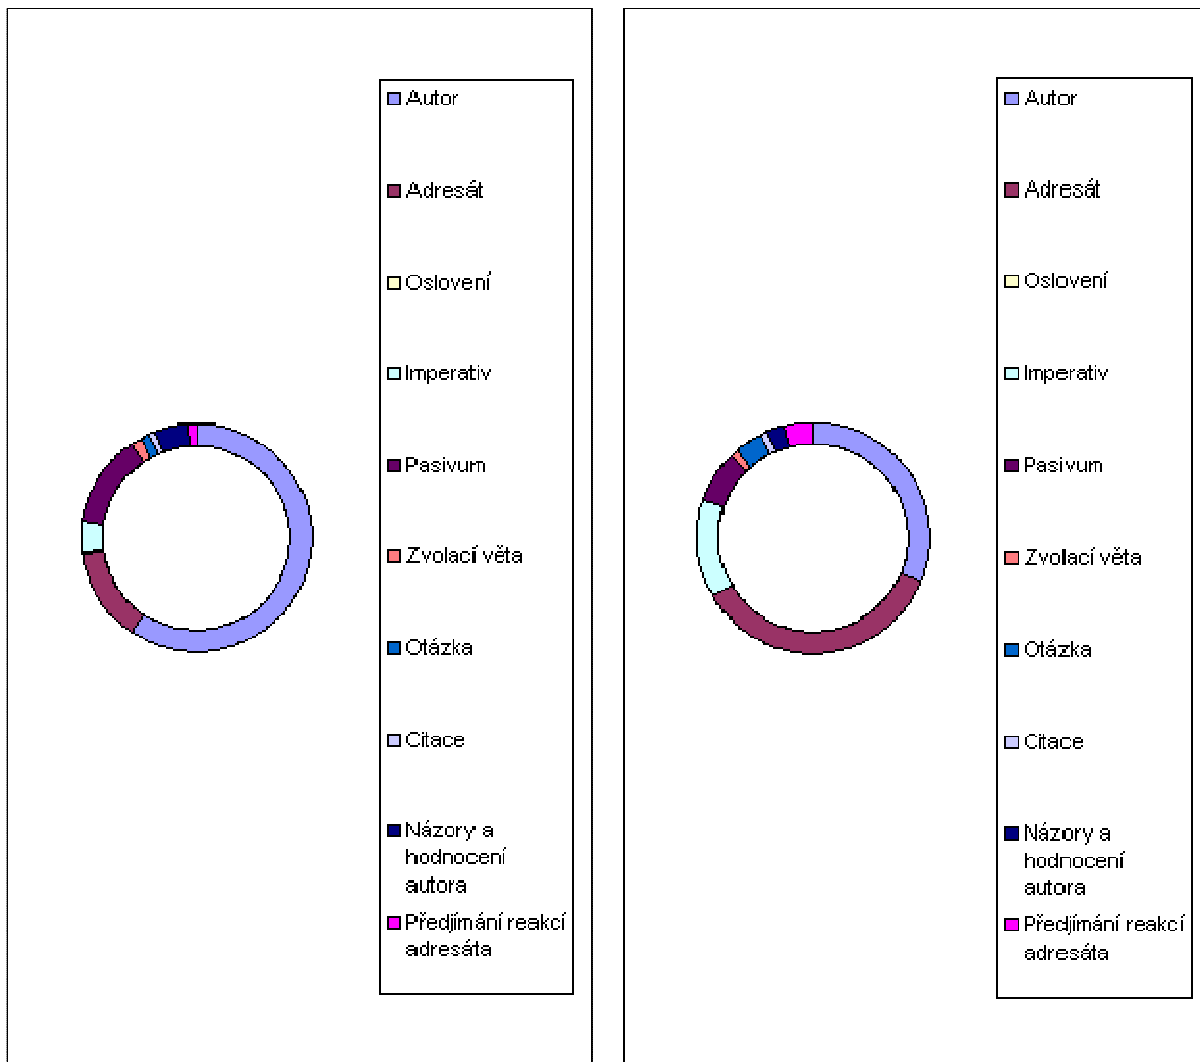 Autor
Adresát
Oslovení
Imperativ
Pasivum
Zvolací věta
Otázka
Citace
Názory a
hodnocení
autora
Předjímání reakcí
adresáta
Autor
Adresát
Oslovení
Imperativ
Pasivum
Zvolací věta
Otázka
Citace
Názory a
hodnocení
autora
Předjímání reakcí
adresáta